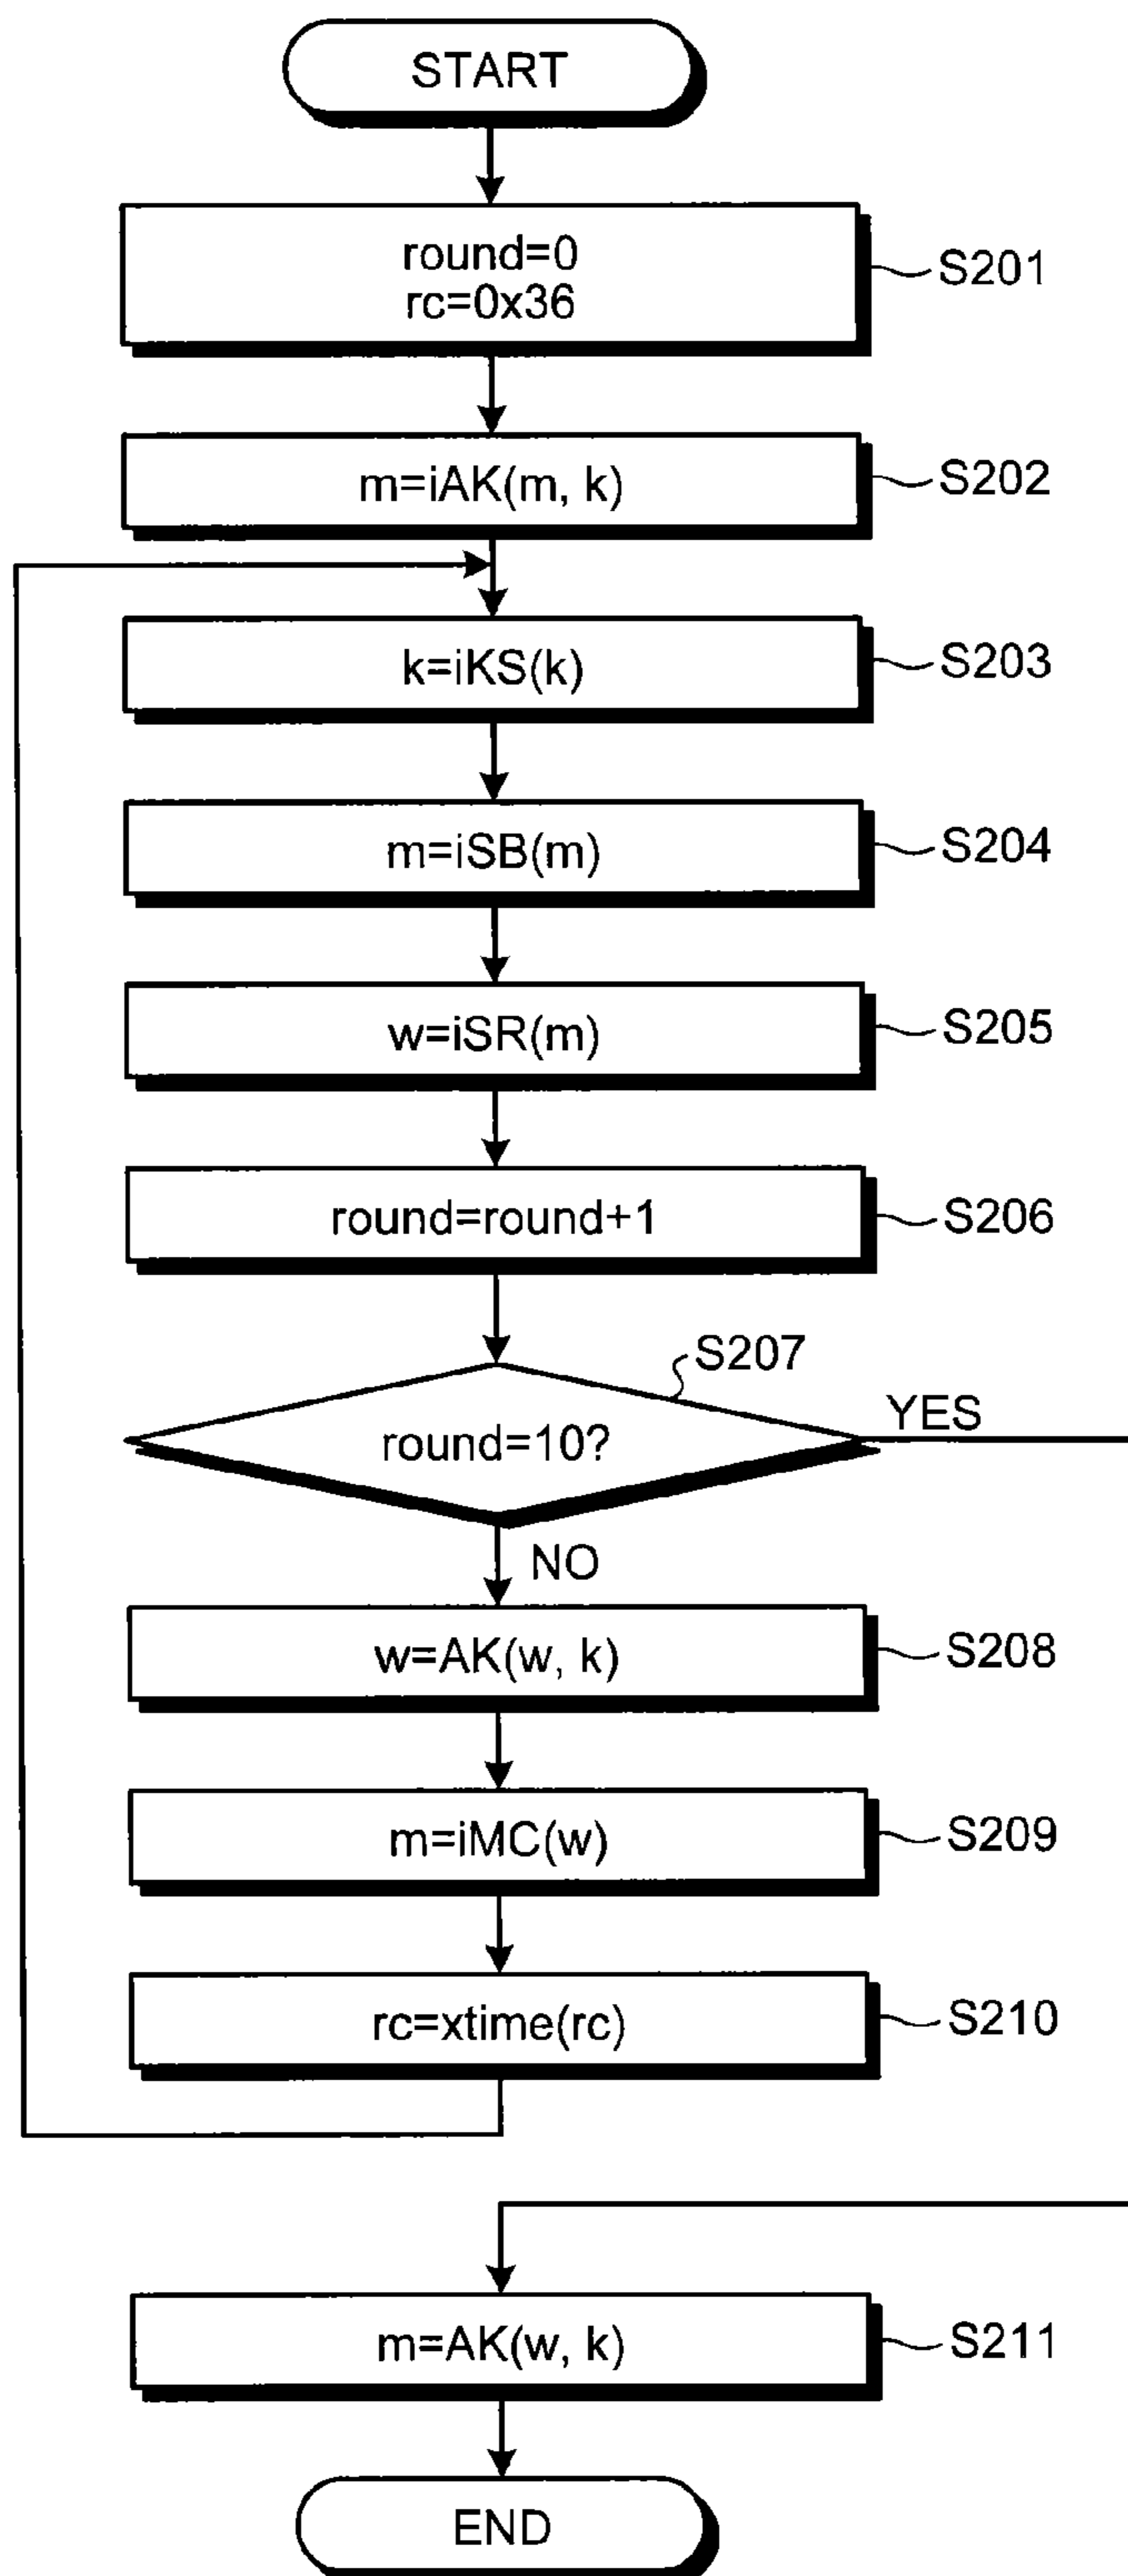 START
round=0
rc=0x36
S201
m=iAK(m, k)
S202
k=iKS(k)
S203
m=iSB(m)
S204
w=iSR(m)
S205
round=round+1
S206
S207
round=10?
YES
NO
w=AK(w, k)
S208
m=iMC(w)
S209
rc=xtime(rc)
S210
m=AK(w, k)
S211
END